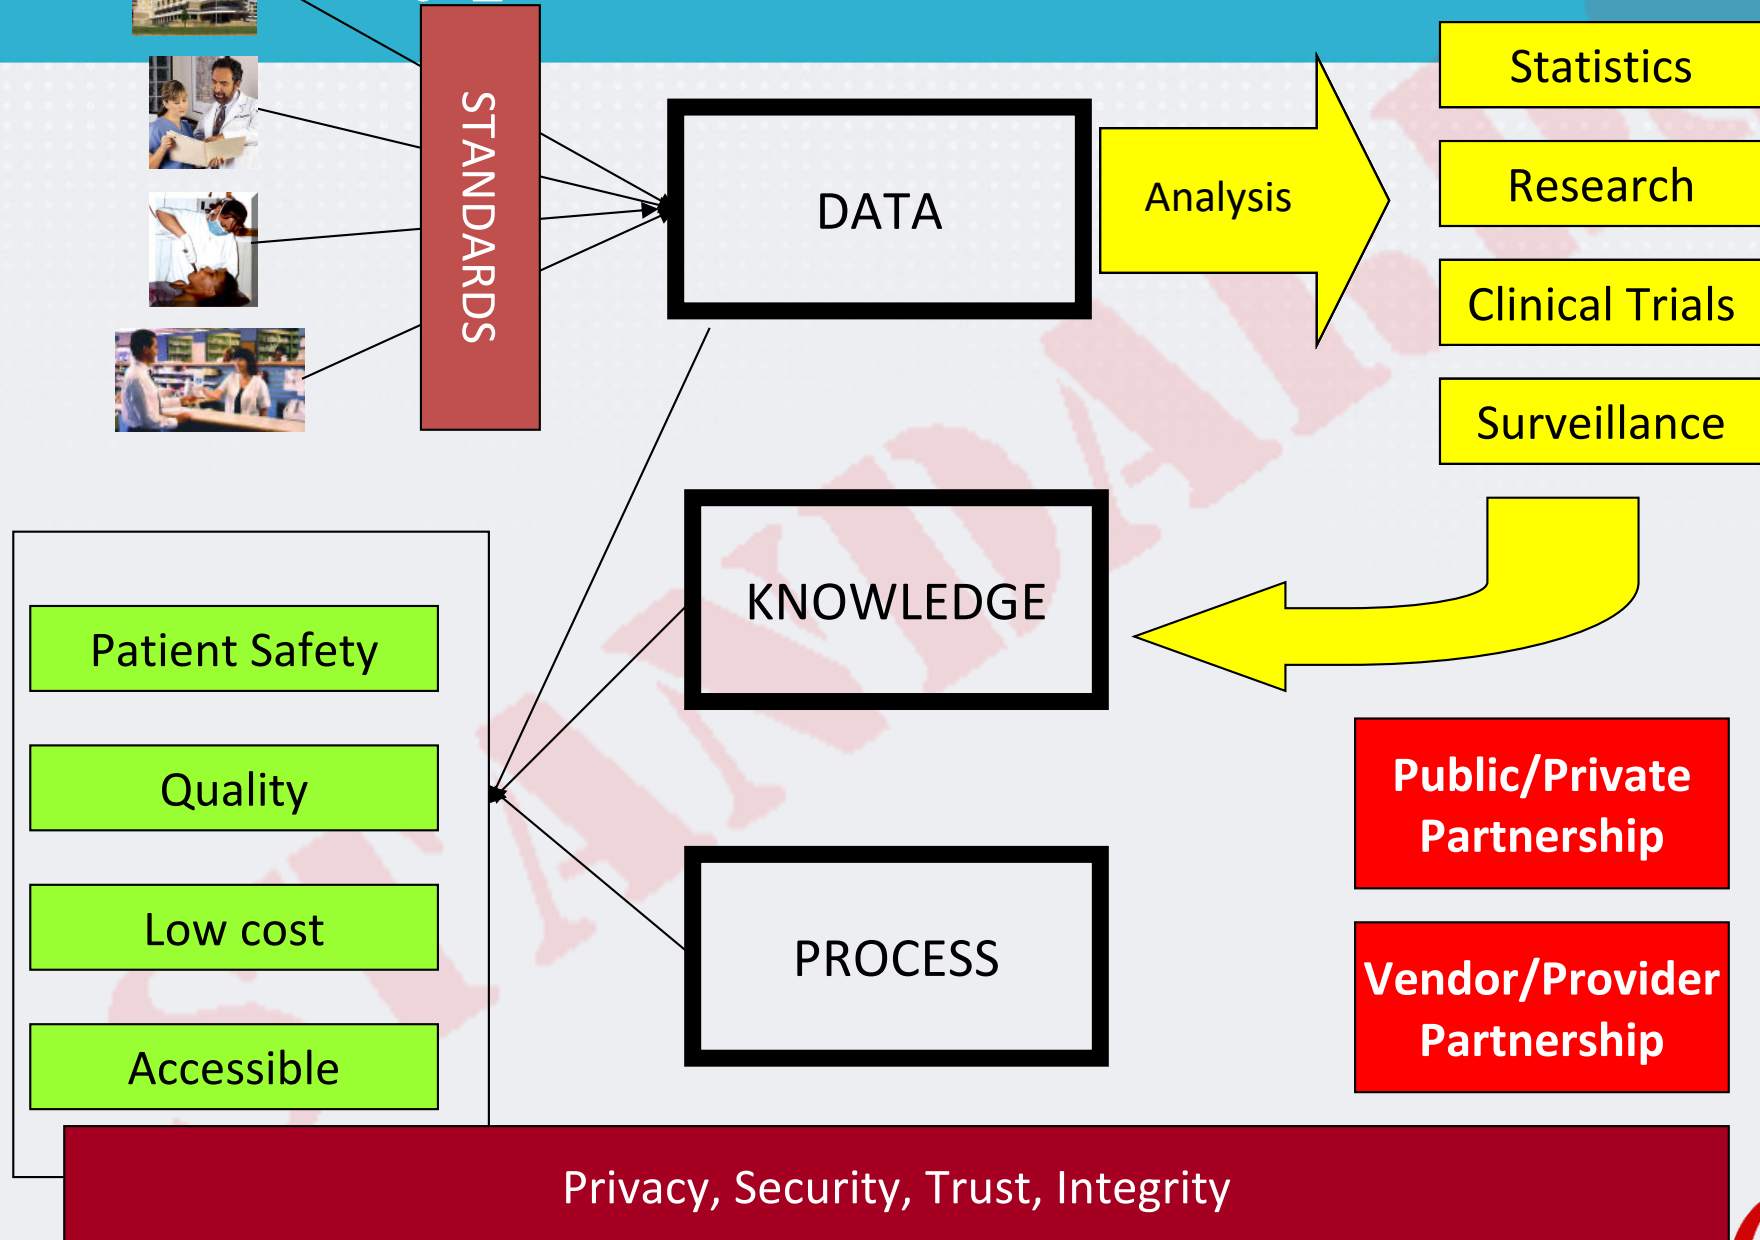 STANDARDS
DATA
Analysis
Statistics
Research
Clinical Trials
Surveillance
KNOWLEDGE
Patient Safety
Quality
Low cost
Accessible
PROCESS
Public/Private
Partnership
Vendor/Provider
Partnership
Privacy, Security, Trust, Integrity